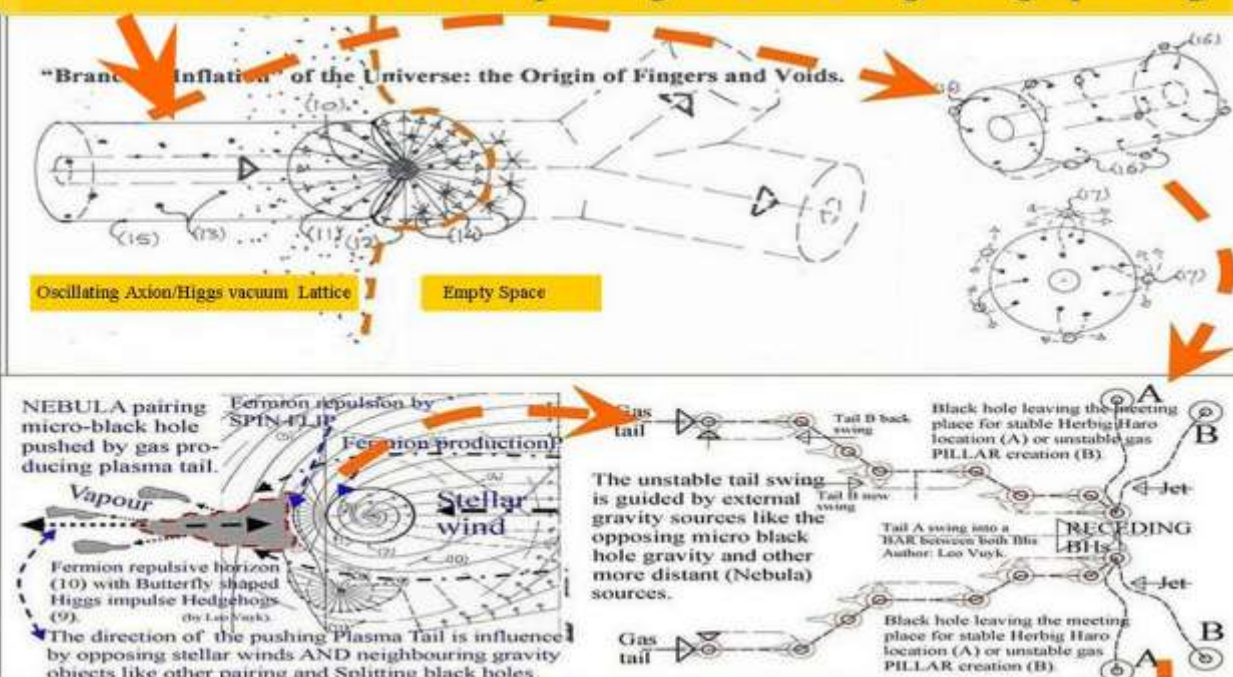 "Branc Inflation" of the Universe: the Origin of Fingers and Voids.
(10)
(15)
(13)
(11)
(12)
(14)
(16)
(16)
(16)
(17)
(17)
Oscillating Axion/Higgs vacuum Lattice
Empty Space
NEBULA pairing
micro-black hole
pushed by gas pro-
ducing plasma tail.
Vapour
Fermion repulsion by
SPIN-FLIP
Fermion production
Stellar
wind
Fermion repulsive horizon
(10) with Butterfly shaped
Higgs impulse Hedgehogs
(9).
(by Leo Vuyk).
The direction of the pushing Plasma Tail is influence
by opposing stellar winds AND neighbouring gravity
objects like other pairing and Splitting black holes.
Gas
tail
Tail B back
swing
Black hole leaving the meeting
place for stable Herbig Haro
location (A) or unstable gas
PILLAR creation (B)
A
B
The unstable tail swing
is guided by external
gravity sources like the
opposing micro black
hole gravity and other
more distant (Nebula)
sources.
Tail B new
swing
Jet
Tail A swing into a
BAR between both BHs
Author: Leo Vuyk.
RECEDING
BHs
Jet
Gas
tail
Black hole leaving the meeting
place for stable Herbig Haro
location (A) or unstable gas
PILLAR creation (B)
B
A